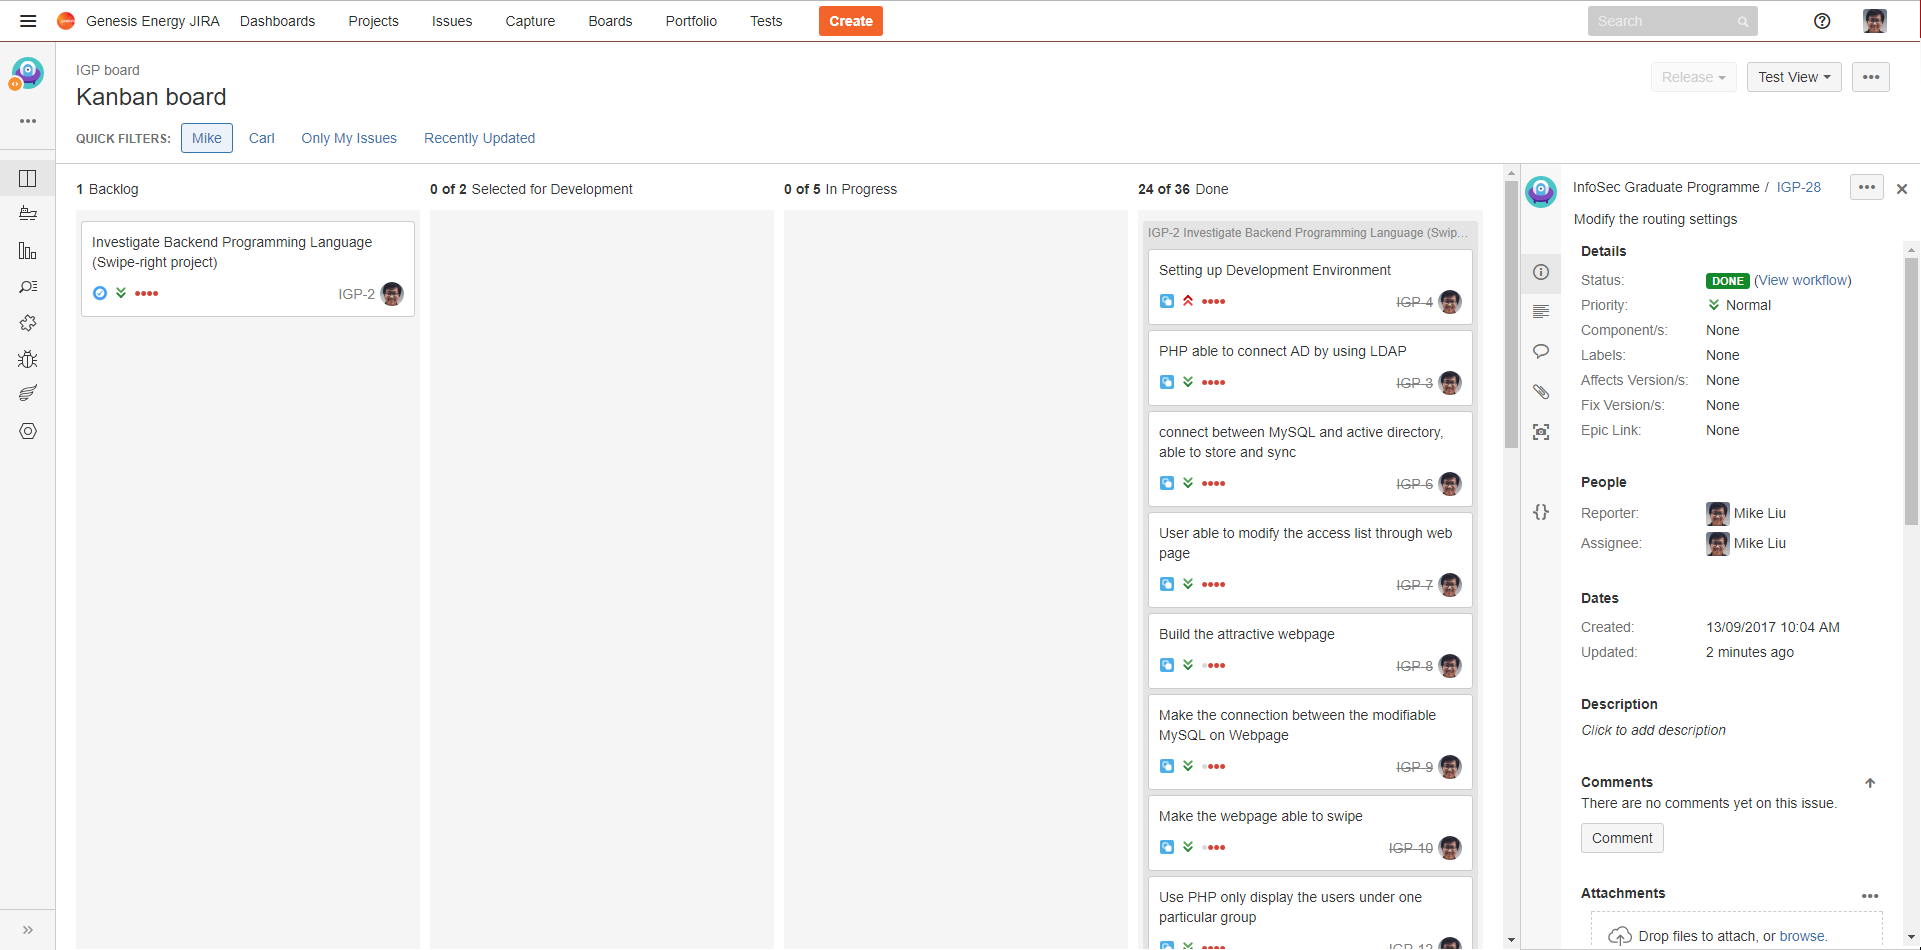 Genesis Energy JIRA Dashboards Projects Issues Capture Boards Portfolio Tests Create Search
IGP board
Kanban board
Release Test View
QUICK FILTERS: Mike Carl Only My Issues Recently Updated
1 Backlog
Investigate Backend Programming Language
(Swipe-right project)
IGP-2
0 of 2 Selected for Development
0 of 5 In Progress
24 of 36 Done
IGP-2 Investigate Backend Programming Language (Swip...
Setting up Development Environment
IGP-4
PHP able to connect AD by using LDAP
IGP-3
connect between MySQL and active directory,
able to store and sync
IGP-6
User able to modify the access list through web
page
IGP-7
Build the attractive webpage
IGP-8
Make the connection between the modifiable
MySQL on Webpage
IGP-9
Make the webpage able to swipe
IGP-10
Use PHP only display the users under one
particular group
IGP-12
InfoSec Graduate Programme / IGP-28
Modify the routing settings
Details
Status: DONE (View workflow)
Priority: Normal
Component/s: None
Labels: None
Affects Version/s: None
Fix Version/s: None
Epic Link: None
People
Reporter: Mike Liu
Assignee: Mike Liu
Dates
Created: 13/09/2017 10:04 AM
Updated: 2 minutes ago
Description
Click to add description
Comments
There are no comments yet on this issue.
Comment
Attachments
Drop files to attach, or browse.